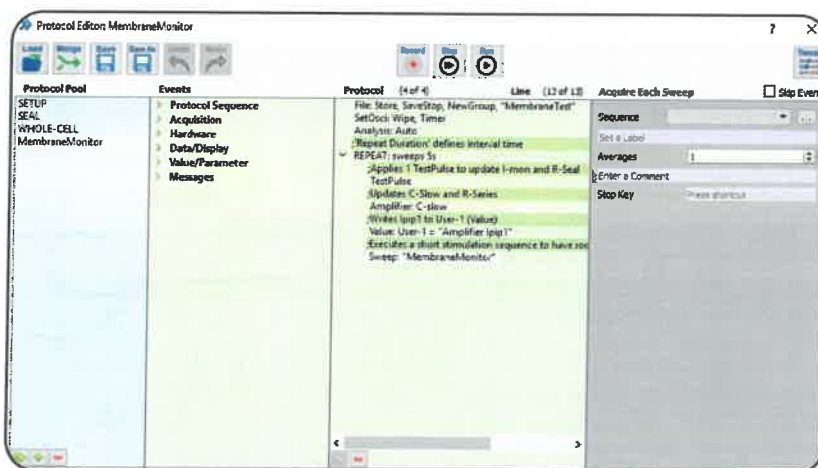 Protocol Editor: MembraneMonitor
? ×
Load Merge Save Save As Undo Redo Record Stop Run
Protocol Pool
SETUP
SEAL
WHOLE-CELL
MembraneMonitor
Events
Protocol Sequence
Acquisition
Hardware
Data/Display
Value/Parameter
Messages
Protocol (4 of 4) Line (13 of 13)
File: Store, SaveStop, NewGroup, "MembraneTest"
SetOsci: Wipe, Timer
Analysis: Auto
;'Repeat Duration' defines interval time
REPEAT: sweeps 5s
;Applies 1 TestPulse to update I-mon and R-Seal
TestPulse
;Updates C-Slow and R-Series
Amplifier: C-slow
;Writes Ipip1 to User-1 (Value)
Value: User-1 = "Amplifier Ipip1"
;Executes a short stimulation sequence to have
Sweep: "MembraneMonitor"
Acquire Each Sweep Skip Even
Sequence ...
Set a Label
Averages 1
Enter a Comment
Stop Key Press shortcut